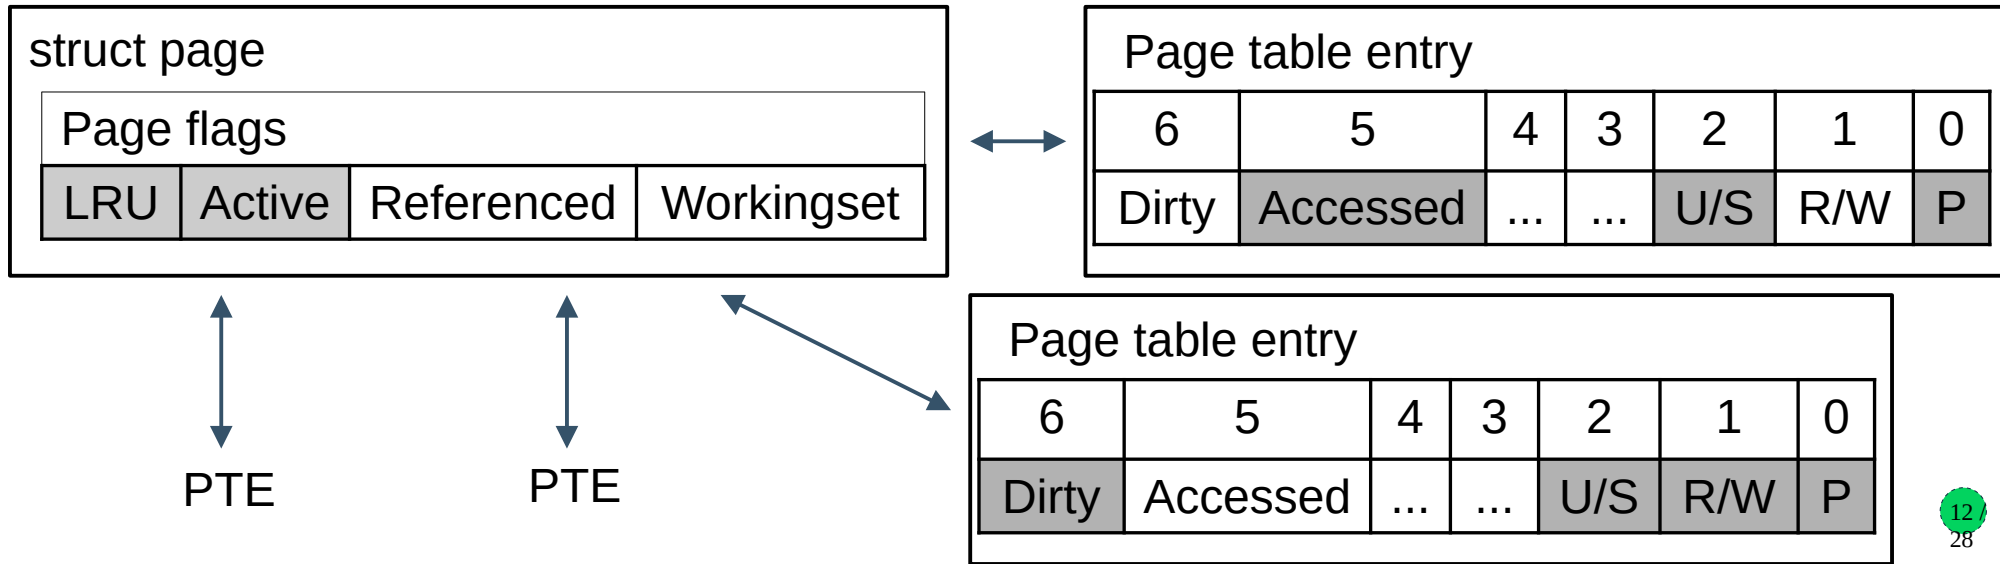 struct page
Page flags
LRU Active Referenced Workingset
Page table entry
6 5 4 3 2 1 0
Dirty Accessed ... ... U/S R/W P
Page table entry
6 5 4 3 2 1 0
Dirty Accessed ... ... U/S R/W P
PTE PTE
12 /
28